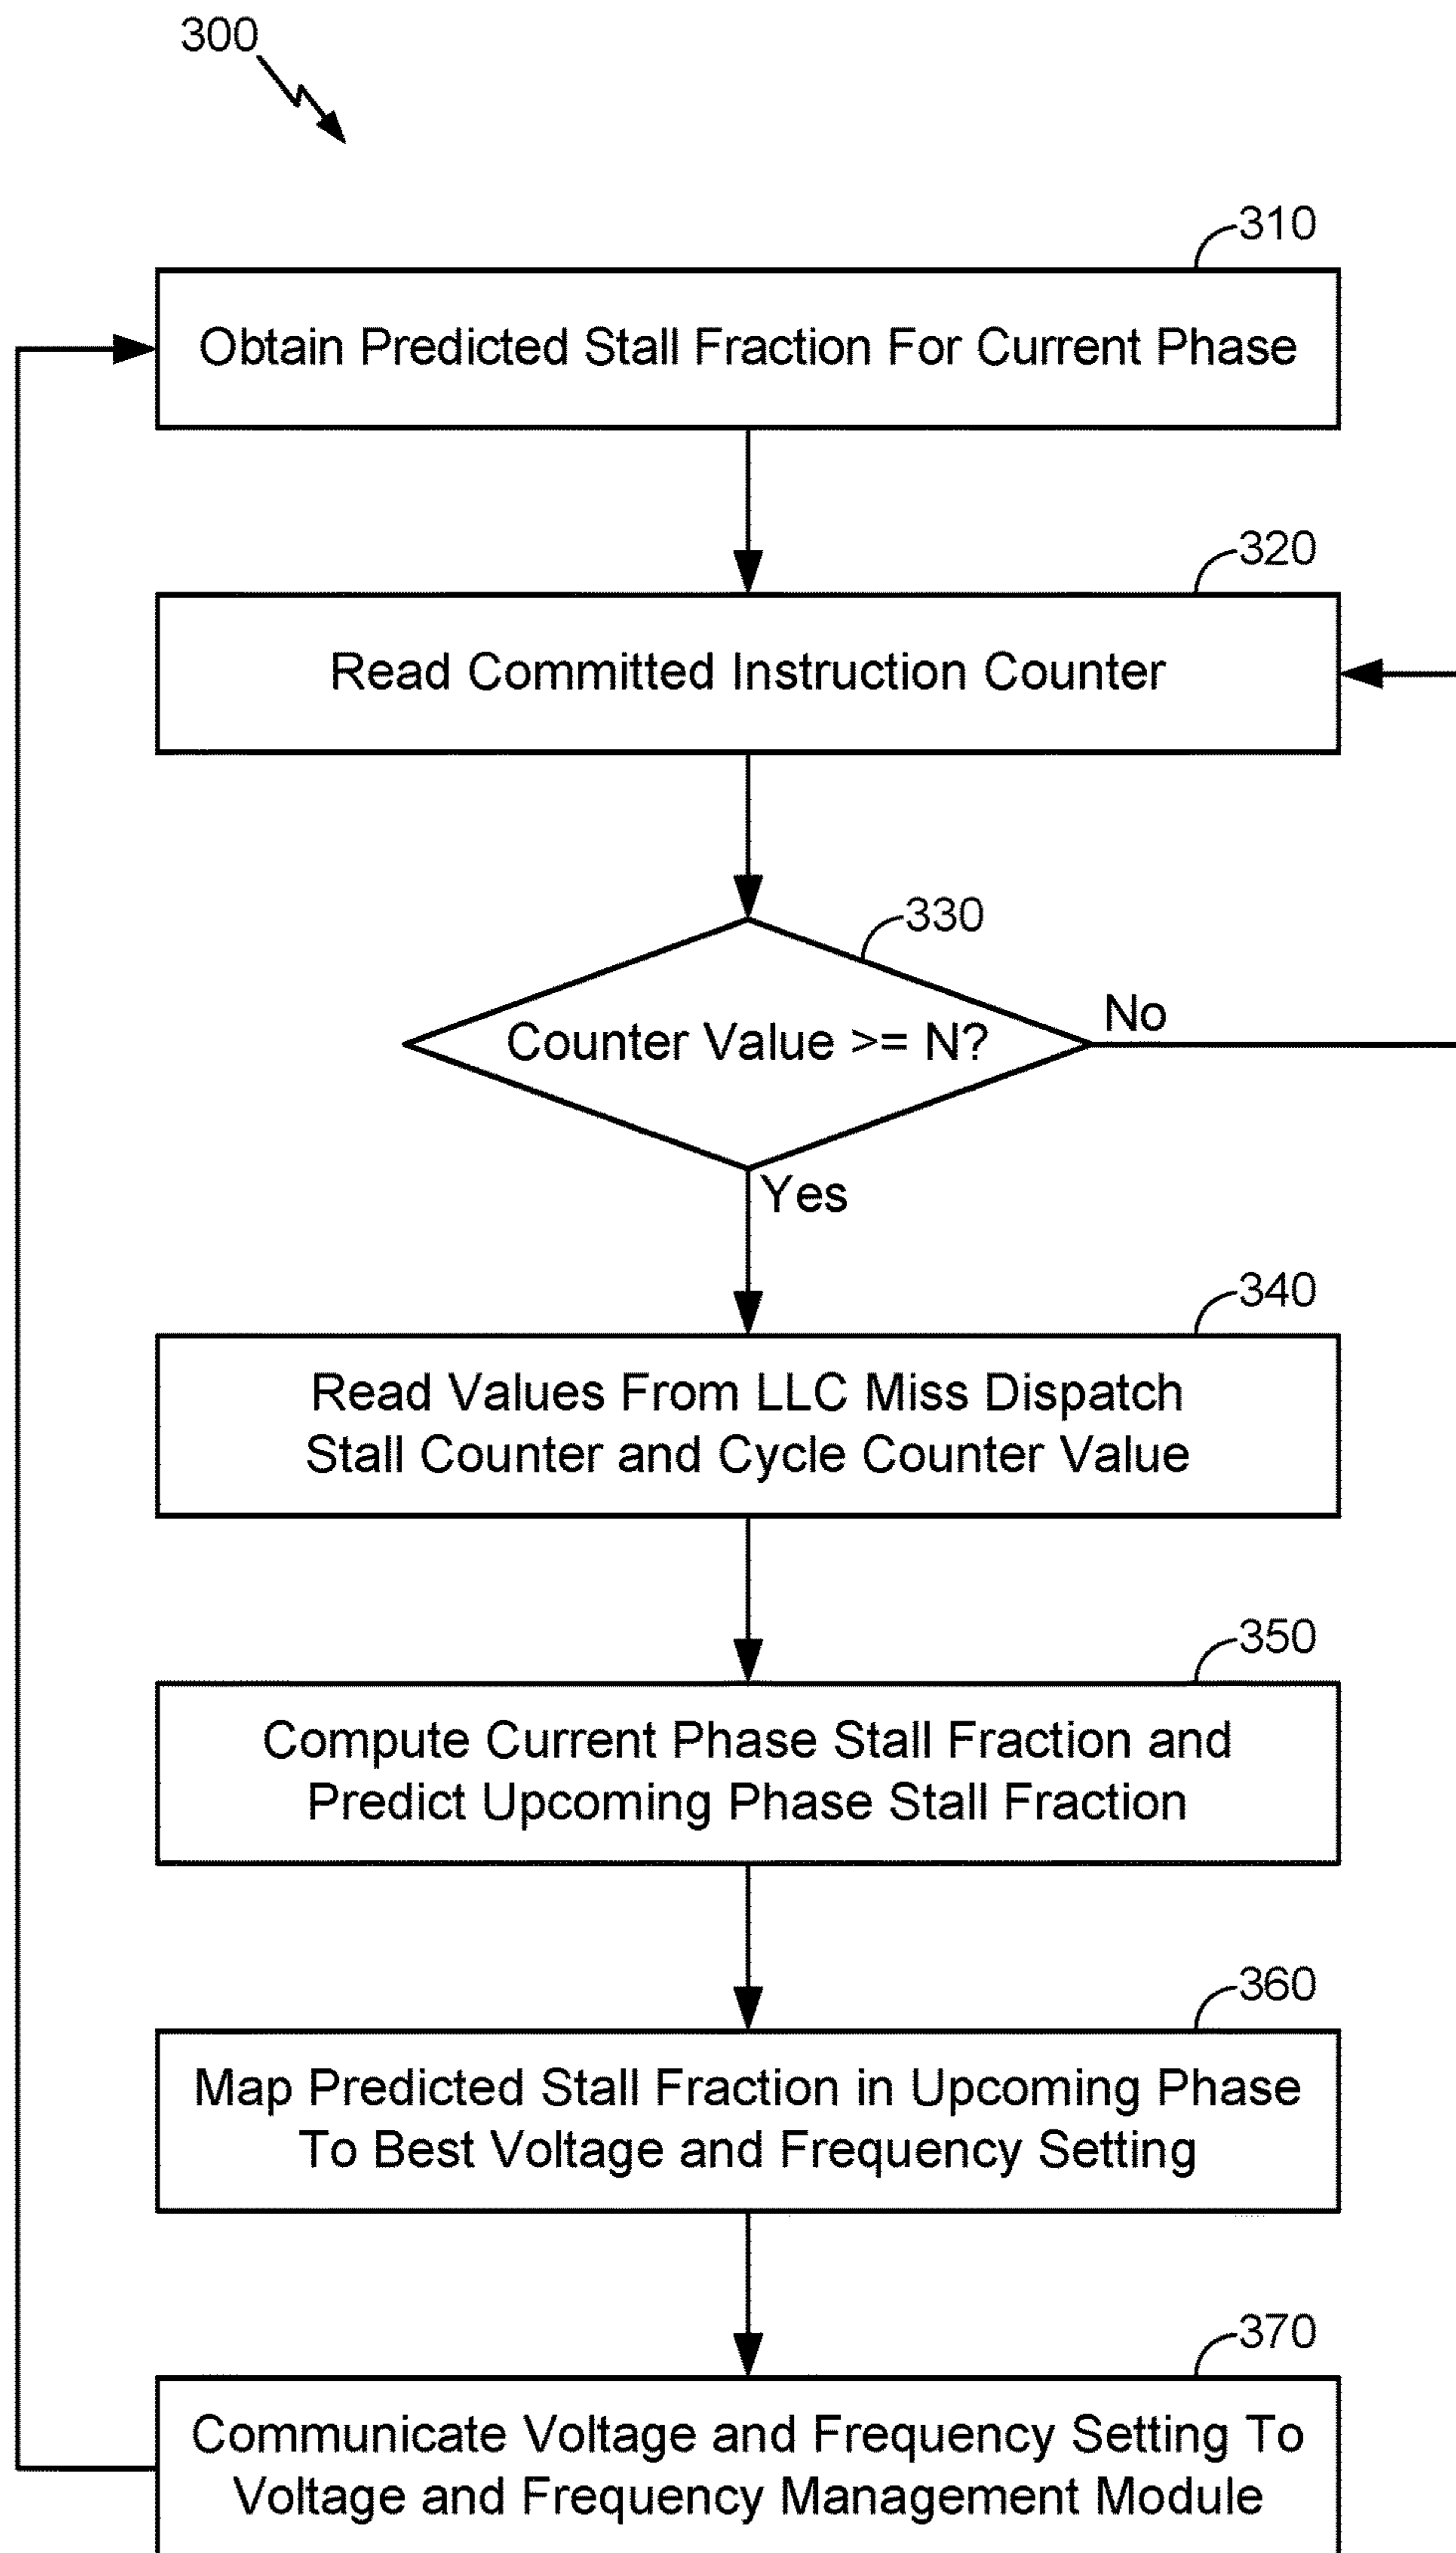 300
310
Obtain Predicted Stall Fraction For Current Phase
320
Read Committed Instruction Counter
330
Counter Value >= N?
No
Yes
340
Read Values From LLC Miss Dispatch
Stall Counter and Cycle Counter Value
350
Compute Current Phase Stall Fraction and
Predict Upcoming Phase Stall Fraction
360
Map Predicted Stall Fraction in Upcoming Phase
To Best Voltage and Frequency Setting
370
Communicate Voltage and Frequency Setting To
Voltage and Frequency Management Module